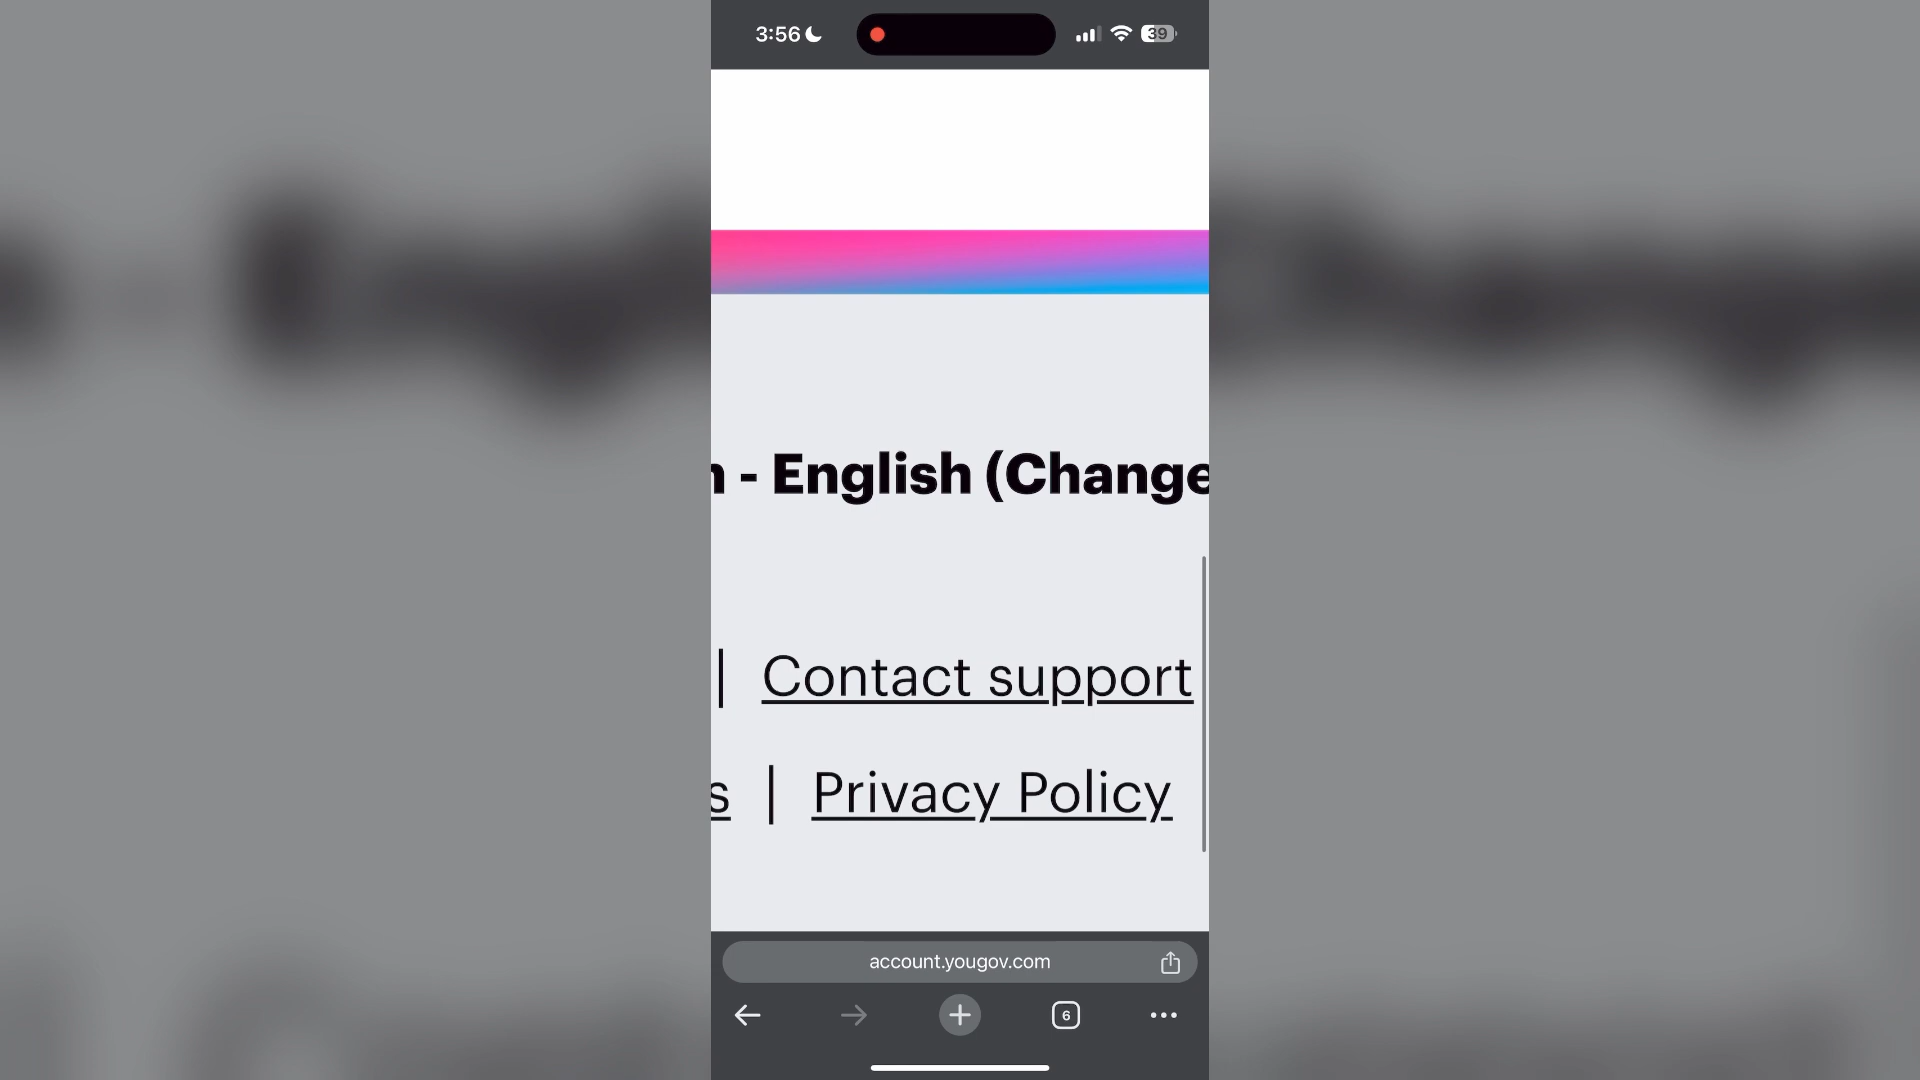 3:56
39
n - English (Change
| Contact support
s | Privacy Policy
account.yougov.com
6